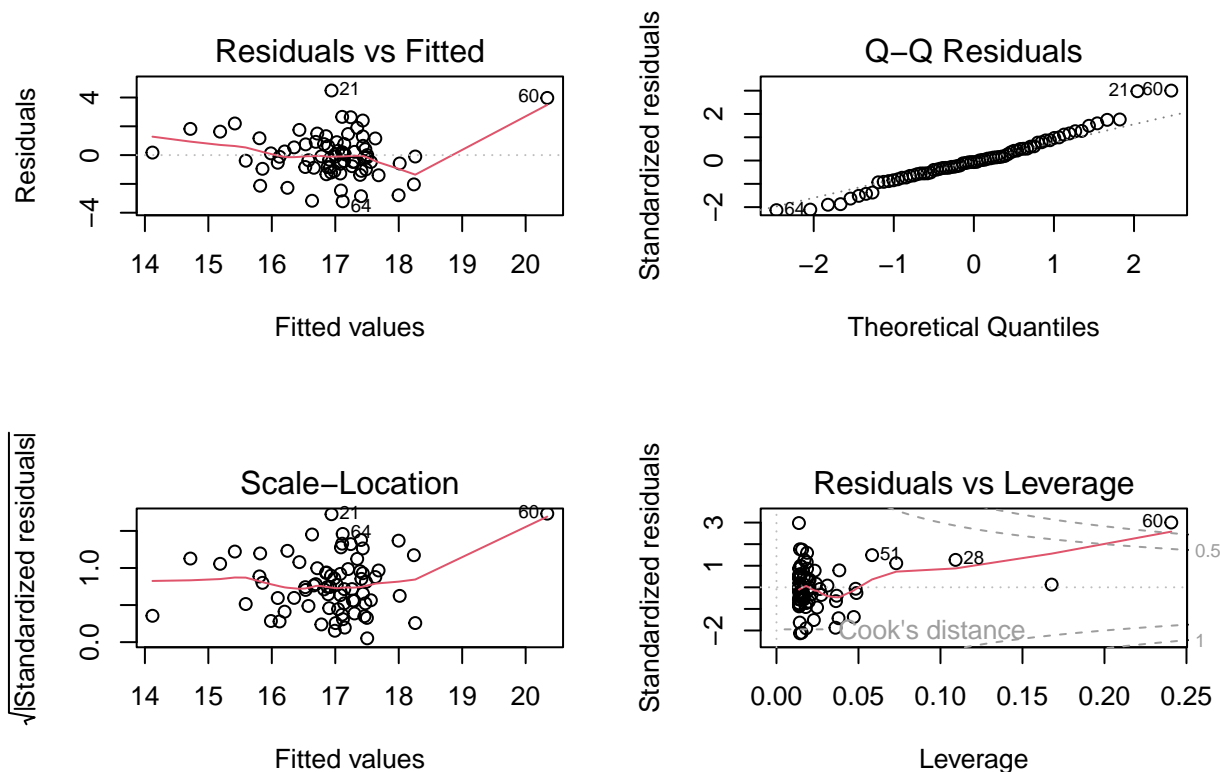 Residuals vs Fitted
Residuals
4
0
−4
21
60
64
14 15 16 17 18 19 20
Fitted values
Q−Q Residuals
Standardized residuals
2
0
−2
21 60
64
−2 −1 0 1 2
Theoretical Quantiles
Scale−Location
√|Standardized residuals|
1.0
0.0
21
60
64
14 15 16 17 18 19 20
Fitted values
Residuals vs Leverage
Standardized residuals
3
1
−2
60
51
28
Cook's distance
0.5
1
0.00 0.05 0.10 0.15 0.20 0.25
Leverage